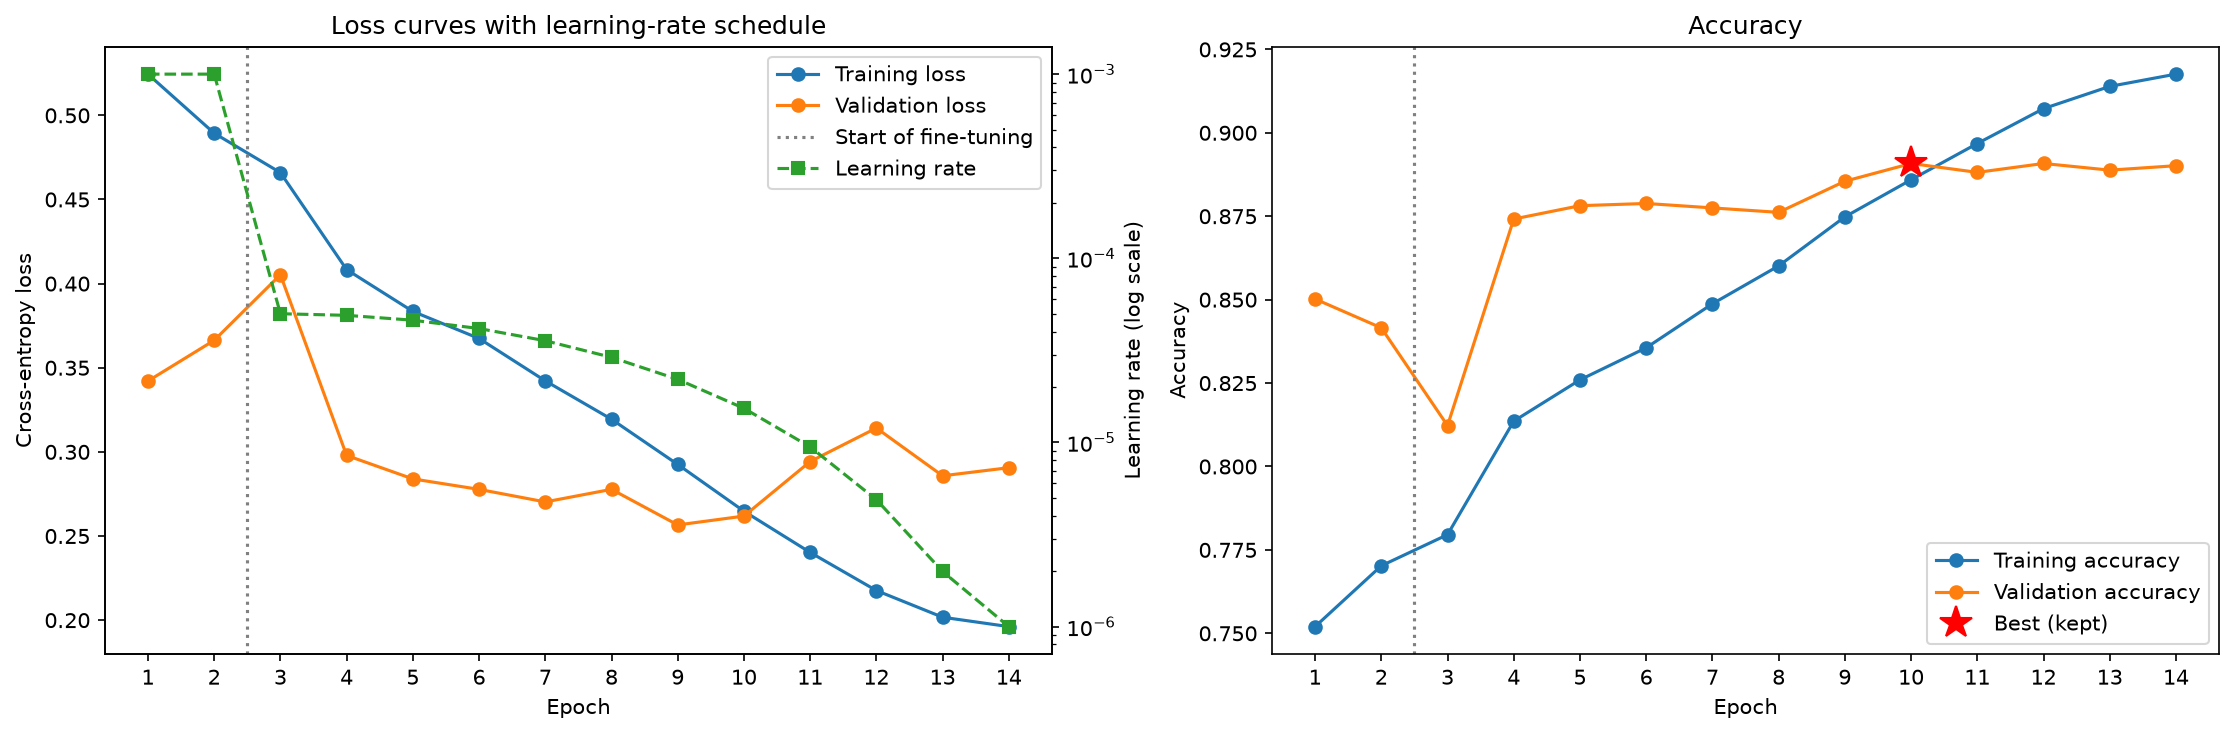 Loss curves with learning-rate schedule
Cross-entropy loss
0.50
0.45
0.40
0.35
0.30
0.25
0.20
Training loss
Validation loss
Start of fine-tuning
Learning rate
10⁻³
10⁻⁴
10⁻⁵
10⁻⁶
Learning rate (log scale)
1 2 3 4 5 6 7 8 9 10 11 12 13 14
Epoch
Accuracy
Accuracy
0.925
0.900
0.875
0.850
0.825
0.800
0.775
0.750
Training accuracy
Validation accuracy
Best (kept)
1 2 3 4 5 6 7 8 9 10 11 12 13 14
Epoch